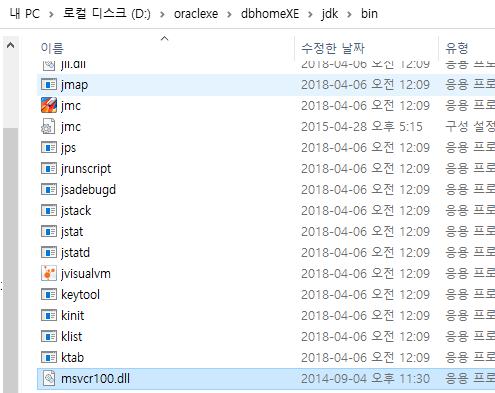 내 PC > 로컬 디스크 (D:) > oraclexe > dbhomeXE > jdk > bin
이름 수정한 날짜 유형
jli.dll 2018-04-06 오전 12:09 응용 프로
jmap 2018-04-06 오전 12:09 응용 프로
jmc 2018-04-06 오전 12:09 응용 프로
jmc 2015-04-28 오후 5:15 구성 설정
jps 2018-04-06 오전 12:09 응용 프로
jrunscript 2018-04-06 오전 12:09 응용 프로
jsadebugd 2018-04-06 오전 12:09 응용 프로
jstack 2018-04-06 오전 12:09 응용 프로
jstat 2018-04-06 오전 12:09 응용 프로
jstatd 2018-04-06 오전 12:09 응용 프로
jvisualvm 2018-04-06 오전 12:09 응용 프로
keytool 2018-04-06 오전 12:09 응용 프로
kinit 2018-04-06 오전 12:09 응용 프로
klist 2018-04-06 오전 12:09 응용 프로
ktab 2018-04-06 오전 12:09 응용 프로
msvcr100.dll 2014-09-04 오후 11:30 응용 프로